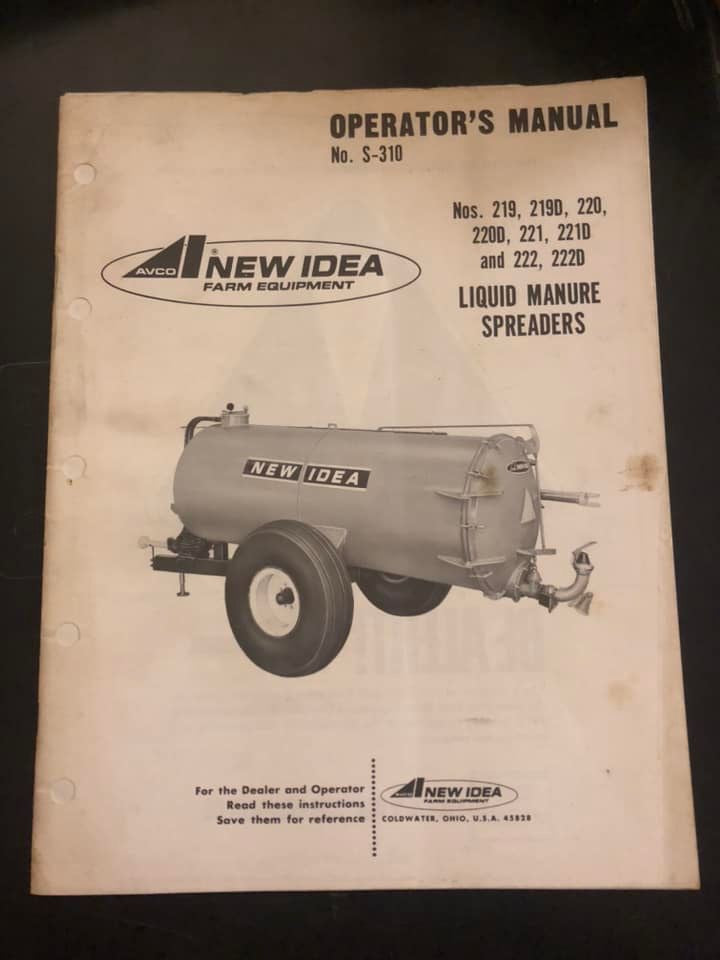 OPERATOR'S MANUAL
No. S-310
Nos. 219, 219D, 220,
220D, 221, 221D
and 222, 222D
LIQUID MANURE
SPREADERS
AVCO
® NEW IDEA
FARM EQUIPMENT
NEW IDEA
For the Dealer and Operator
Read these instructions
Save them for reference
AVCO NEW IDEA
FARM EQUIPMENT
COLDWATER, OHIO, U.S.A. 45828